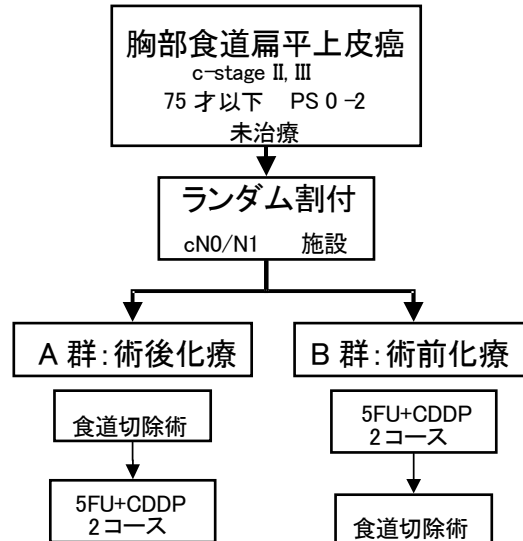 胸部食道扁平上皮癌
c-stage II, III
75 才以下 PS 0 -2
未治療
ランダム割付
cN0/N1 施設
A 群:術後化療
B 群:術前化療
食道切除術
5FU+CDDP
2コース
5FU+CDDP
2コース
食道切除術